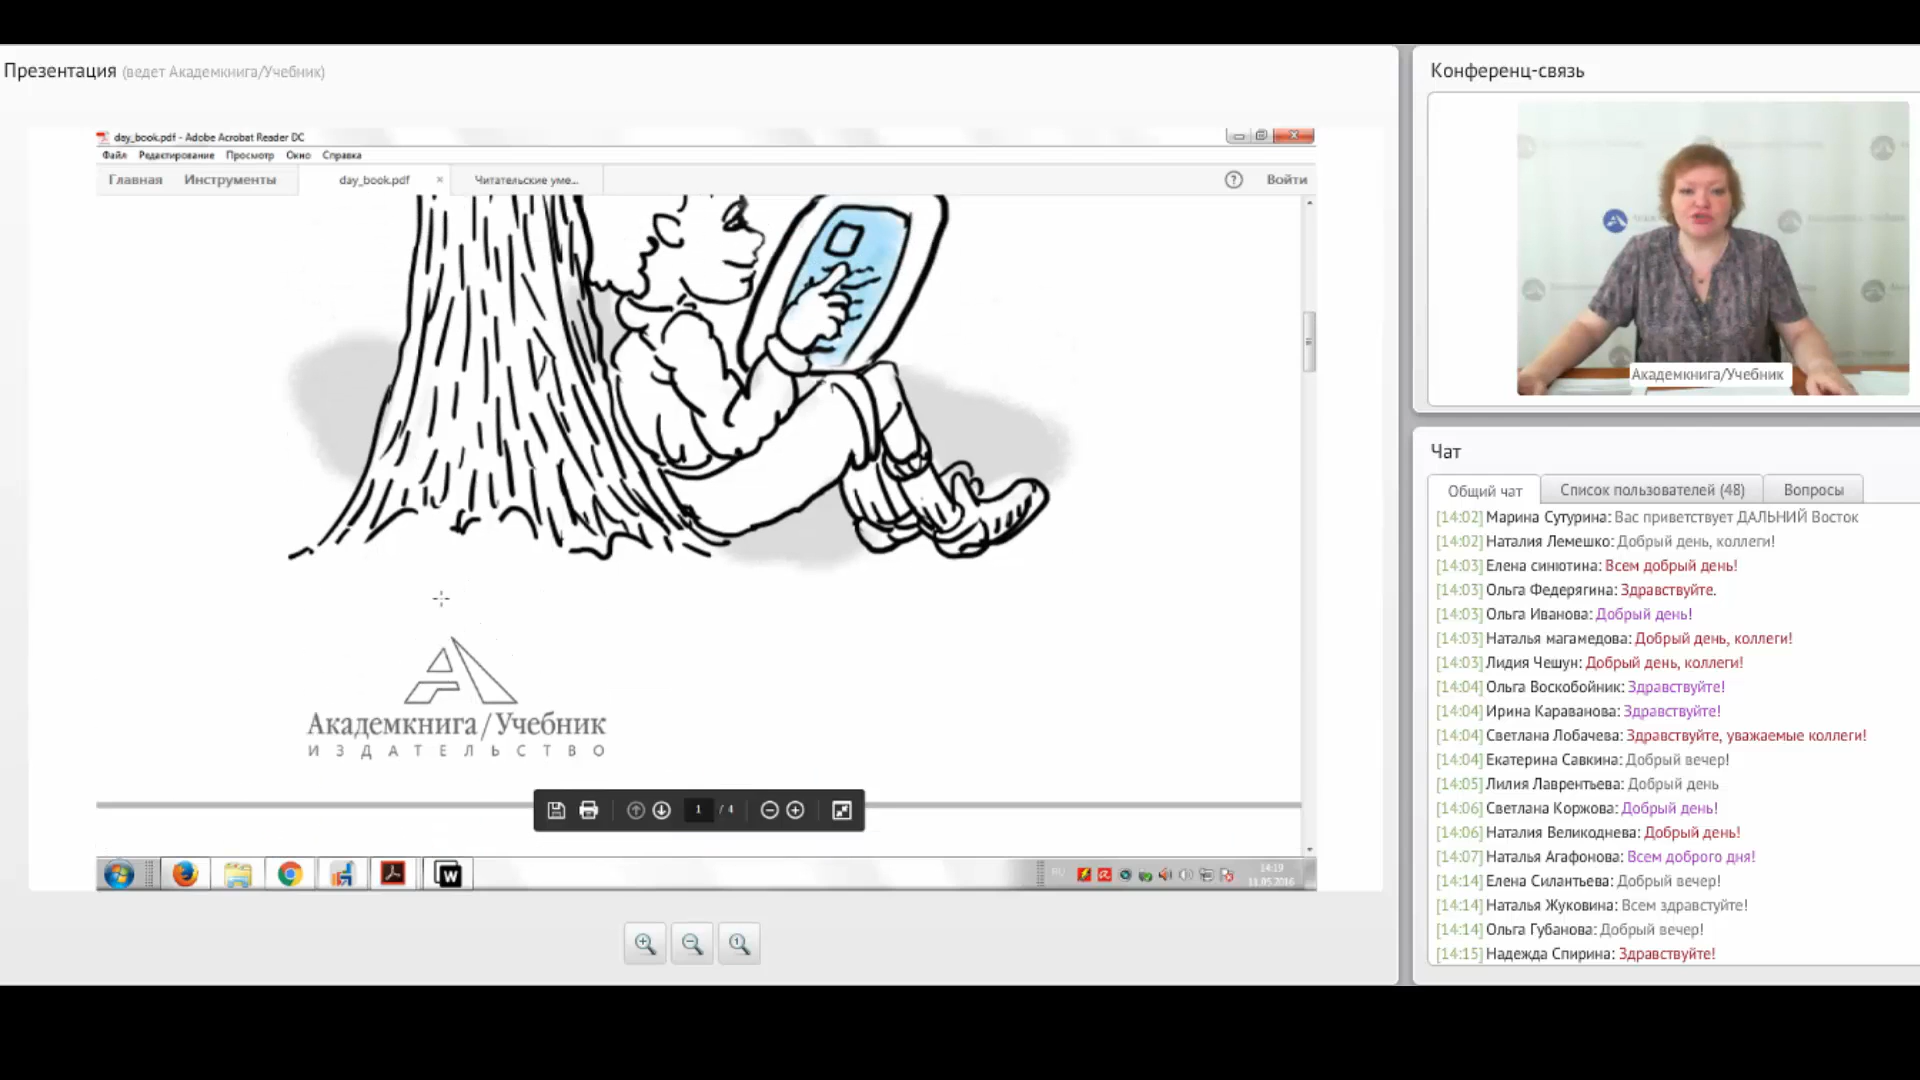 Презентация (ведет Академкнига/Учебник)
day_book.pdf - Adobe Acrobat Reader DC
Файл Редактирование Просмотр Окно Справка
Главная Инструменты day_book.pdf × Читательские уме... ? Войти
Академкнига/Учебник
ИЗДАТЕЛЬСТВО
1 / 4
W
RU 14:19
11.05.2016
Конференц-связь
Академкнига/Учебник
Чат
Общий чат Список пользователей (48) Вопросы
[14:02] Марина Сутурина: Вас приветствует ДАЛЬНИЙ Восток
[14:02] Наталия Лемешко: Добрый день, коллеги!
[14:03] Елена синютина: Всем добрый день!
[14:03] Ольга Федерягина: Здравствуйте.
[14:03] Ольга Иванова: Добрый день!
[14:03] Наталья магамедова: Добрый день, коллеги!
[14:03] Лидия Чешун: Добрый день, коллеги!
[14:04] Ольга Воскобойник: Здравствуйте!
[14:04] Ирина Караванова: Здравствуйте!
[14:04] Светлана Лобачева: Здравствуйте, уважаемые коллеги!
[14:04] Екатерина Савкина: Добрый вечер!
[14:05] Лилия Лаврентьева: Добрый день
[14:06] Светлана Коржова: Добрый день!
[14:06] Наталия Великоднева: Добрый день!
[14:07] Наталья Агафонова: Всем доброго дня!
[14:14] Елена Силантьева: Добрый вечер!
[14:14] Наталья Жуковина: Всем здравстуйте!
[14:14] Ольга Губанова: Добрый вечер!
[14:15] Надежда Спирина: Здравствуйте!